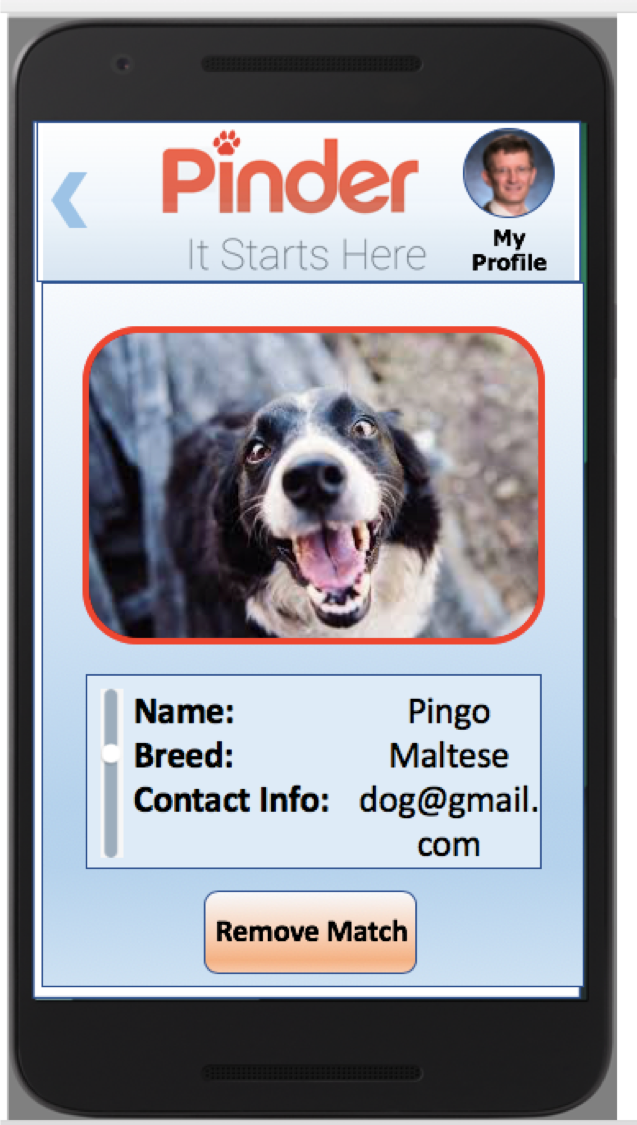 Pinder
It Starts Here
My
Profile
Name: Pingo
Breed: Maltese
Contact Info: dog@gmail.
com
Remove Match